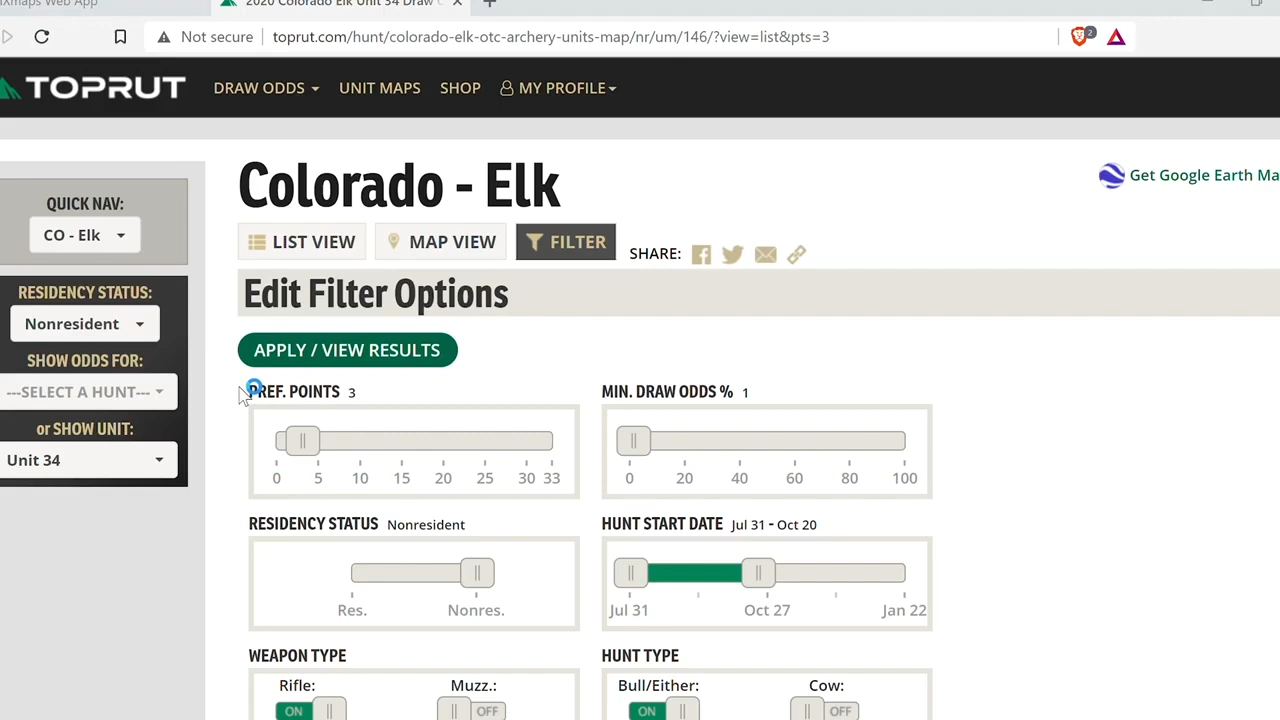 IXmaps Web App
2020 Colorado Elk Unit 34 Draw
Not secure | toprut.com/hunt/colorado-elk-otc-archery-units-map/nr/um/146/?view=list&pts=3
2
TOPRUT DRAW ODDS UNIT MAPS SHOP MY PROFILE
Colorado - Elk
Get Google Earth Ma
QUICK NAV:
CO - Elk
LIST VIEW MAP VIEW FILTER SHARE:
RESIDENCY STATUS:
Nonresident
SHOW ODDS FOR:
---SELECT A HUNT---
or SHOW UNIT:
Unit 34
Edit Filter Options
APPLY / VIEW RESULTS
PREF. POINTS 3
0 5 10 15 20 25 30 33
MIN. DRAW ODDS % 1
0 20 40 60 80 100
RESIDENCY STATUS Nonresident
Res. Nonres.
HUNT START DATE Jul 31 - Oct 20
Jul 31 Oct 27 Jan 22
WEAPON TYPE
Rifle: Muzz.:
ON OFF
HUNT TYPE
Bull/Either: Cow:
ON OFF